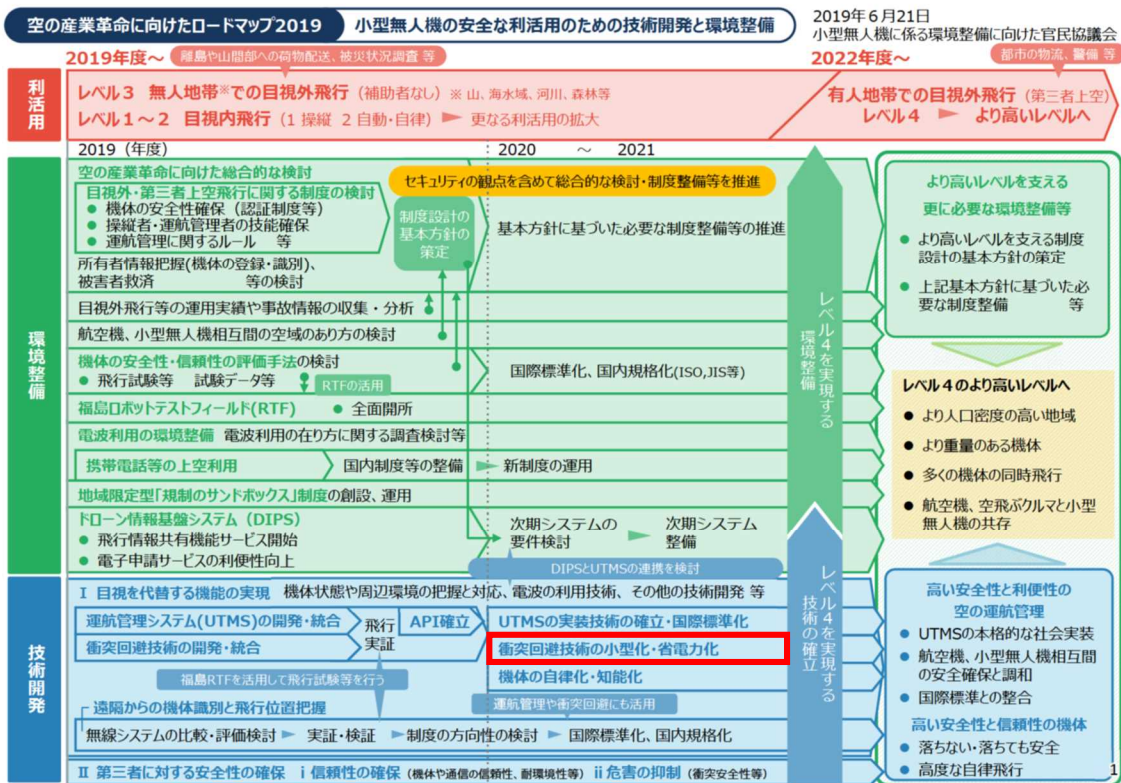 空の産業革命に向けたロードマップ2019
小型無人機の安全な利活用のための技術開発と環境整備
2019年6月21日
小型無人機に係る環境整備に向けた官民協議会
2019年度~
離島や山間部への荷物配送、被災状況調査 等
2022年度~
都市の物流、警備 等
利活用
レベル3 無人地帯※での目視外飛行(補助者なし) ※ 山、海水域、河川、森林等
レベル1~2 目視内飛行(1 操縦 2 自動・自律) ▶ 更なる利活用の拡大
有人地帯での目視外飛行(第三者上空)
レベル4 ▶ より高いレベルへ
2019(年度)
2020 ~ 2021
環境整備
空の産業革命に向けた総合的な検討
セキュリティの観点を含めて総合的な検討・制度整備等を推進
目視外・第三者上空飛行に関する制度の検討
● 機体の安全性確保(認証制度等)
● 操縦者・運航管理者の技能確保
● 運航管理に関するルール 等
制度設計の
基本方針の
策定
基本方針に基づいた必要な制度整備等の推進
所有者情報把握(機体の登録・識別)、
被害者救済 等の検討
目視外飛行等の運用実績や事故情報の収集・分析
航空機、小型無人機相互間の空域のあり方の検討
機体の安全性・信頼性の評価手法の検討
● 飛行試験等 試験データ等
RTFの活用
国際標準化、国内規格化(ISO,JIS等)
福島ロボットテストフィールド(RTF) ● 全面開所
電波利用の環境整備 電波利用の在り方に関する調査検討等
携帯電話等の上空利用
国内制度等の整備 ▶ 新制度の運用
地域限定型「規制のサンドボックス」制度の創設、運用
ドローン情報基盤システム(DIPS)
● 飛行情報共有機能サービス開始
● 電子申請サービスの利便性向上
次期システムの
要件検討
▶ 次期システム
整備
DIPSとUTMSの連携を検討
レベル4を実現する
環境整備
より高いレベルを支える
更に必要な環境整備等
● より高いレベルを支える制度
設計の基本方針の策定
● 上記基本方針に基づいた必
要な制度整備 等
レベル4のより高いレベルへ
● より人口密度の高い地域
● より重量のある機体
● 多くの機体の同時飛行
● 航空機、空飛ぶクルマと小型
無人機の共存
技術開発
Ⅰ 目視を代替する機能の実現 機体状態や周辺環境の把握と対応、電波の利用技術、その他の技術開発 等
運航管理システム(UTMS)の開発・統合
衝突回避技術の開発・統合
飛行
実証
API確立
UTMSの実装技術の確立・国際標準化
衝突回避技術の小型化・省電力化
機体の自律化・知能化
福島RTFを活用して飛行試験等を行う
運航管理や衝突回避にも活用
遠隔からの機体識別と飛行位置把握
無線システムの比較・評価検討 ▶ 実証・検証 ▶ 制度の方向性の検討 ▶ 国際標準化、国内規格化
Ⅱ 第三者に対する安全性の確保 ⅰ 信頼性の確保(機体や通信の信頼性、耐環境性等) ⅱ 危害の抑制(衝突安全性等)
レベル4を実現する
技術の確立
高い安全性と利便性の
空の運航管理
● UTMSの本格的な社会実装
● 航空機、小型無人機相互間
の安全確保と調和
● 国際標準との整合
高い安全性と信頼性の機体
● 落ちない・落ちても安全
● 高度な自律飛行
1